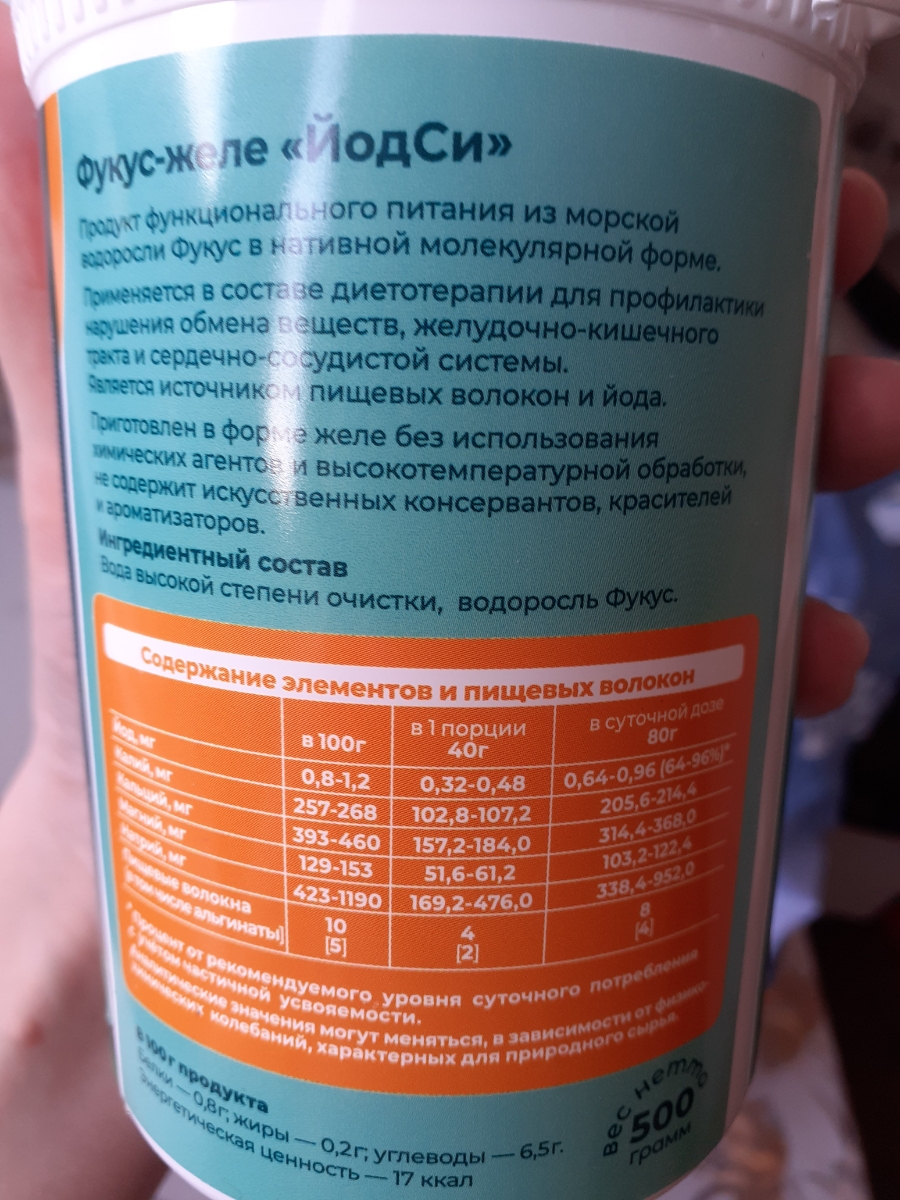 Фукус-желе «ЙодСи»
Продукт функционального питания из морской
водоросли Фукус в нативной молекулярной форме.
Применяется в составе диетотерапии для профилактики
нарушения обмена веществ, желудочно-кишечного
тракта и сердечно-сосудистой системы.
Является источником пищевых волокон и йода.
Приготовлен в форме желе без использования
химических агентов и высокотемпературной обработки,
не содержит искусственных консервантов, красителей
и ароматизаторов.
Ингредиентный состав
Вода высокой степени очистки, водоросль Фукус.
Содержание элементов и пищевых волокон
в 100г в 1 порции 40г в суточной дозе 80г
Йод, мг 0,8-1,2 0,32-0,48 0,64-0,96 (64-96%)*
Калий, мг 257-268 102,8-107,2 205,6-214,4
Кальций, мг 393-460 157,2-184,0 314,4-368,0
Магний, мг 129-153 51,6-61,2 103,2-122,4
Натрий, мг 423-1190 169,2-476,0 338,4-952,0
Пищевые волокна 10 4 8
(в том числе альгинаты) [5] [2] [4]
* Процент от рекомендуемого уровня суточного потребления
с учётом частичной усвояемости.
Аналитические значения могут меняться, в зависимости от физико-
химических колебаний, характерных для природного сырья.
В 100 г продукта
Белки — 0,8г; жиры — 0,2г; углеводы — 6,5г.
Энергетическая ценность — 17 ккал
вес нетто
500
грамм